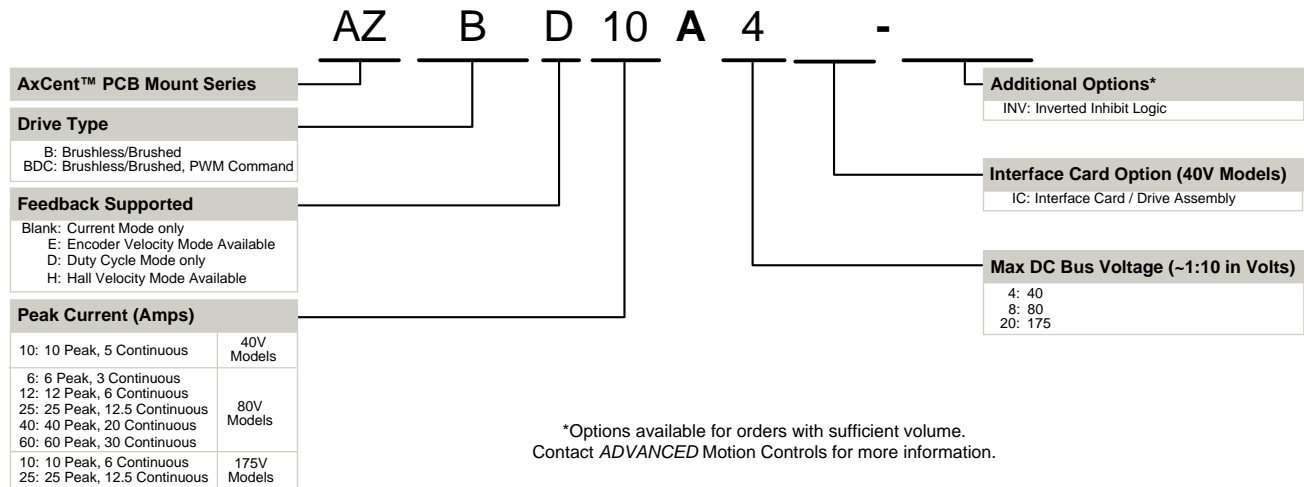 AZ B D 10 A 4 -
AxCent™ PCB Mount Series
Drive Type
B: Brushless/Brushed
BDC: Brushless/Brushed, PWM Command
Feedback Supported
Blank: Current Mode only
E: Encoder Velocity Mode Available
D: Duty Cycle Mode only
H: Hall Velocity Mode Available
Peak Current (Amps)
10: 10 Peak, 5 Continuous
40V
Models
6: 6 Peak, 3 Continuous
12: 12 Peak, 6 Continuous
25: 25 Peak, 12.5 Continuous
40: 40 Peak, 20 Continuous
60: 60 Peak, 30 Continuous
80V
Models
10: 10 Peak, 6 Continuous
25: 25 Peak, 12.5 Continuous
175V
Models
Additional Options*
INV: Inverted Inhibit Logic
Interface Card Option (40V Models)
IC: Interface Card / Drive Assembly
Max DC Bus Voltage (~1:10 in Volts)
4: 40
8: 80
20: 175
*Options available for orders with sufficient volume.
Contact ADVANCED Motion Controls for more information.